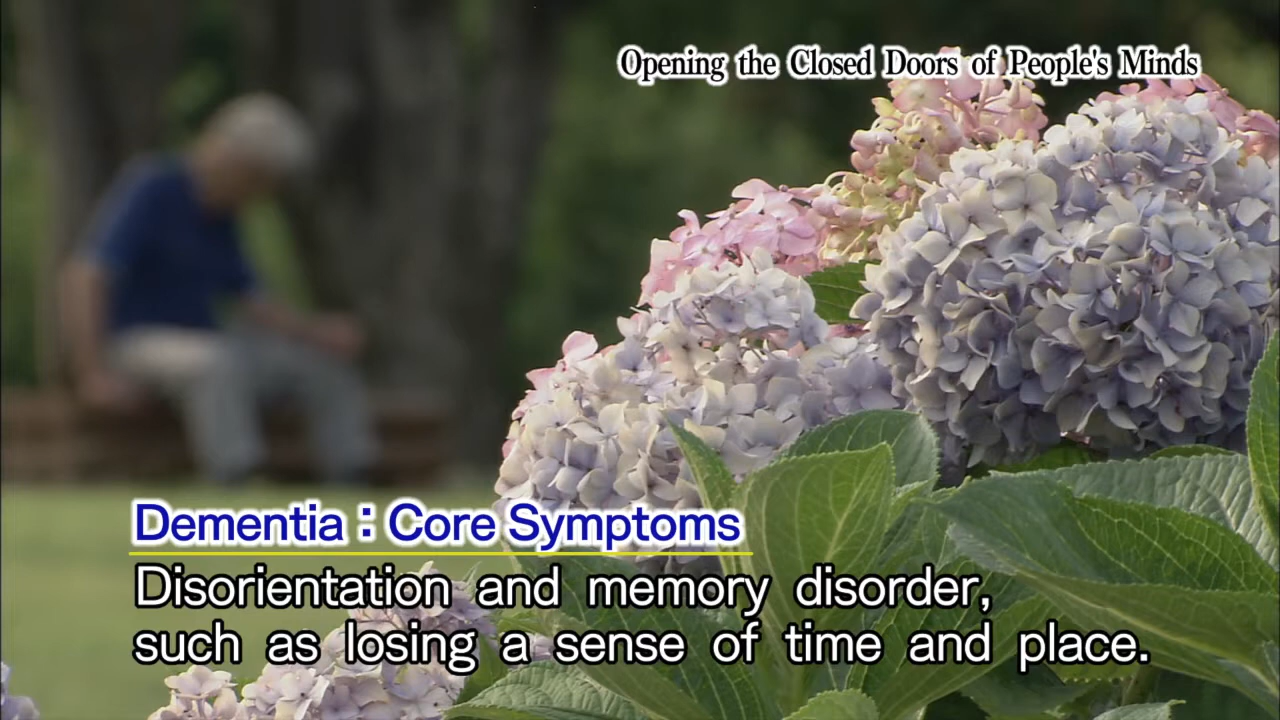 Opening the Closed Doors of People's Minds
Dementia : Core Symptoms
Disorientation and memory disorder,
such as losing a sense of time and place.